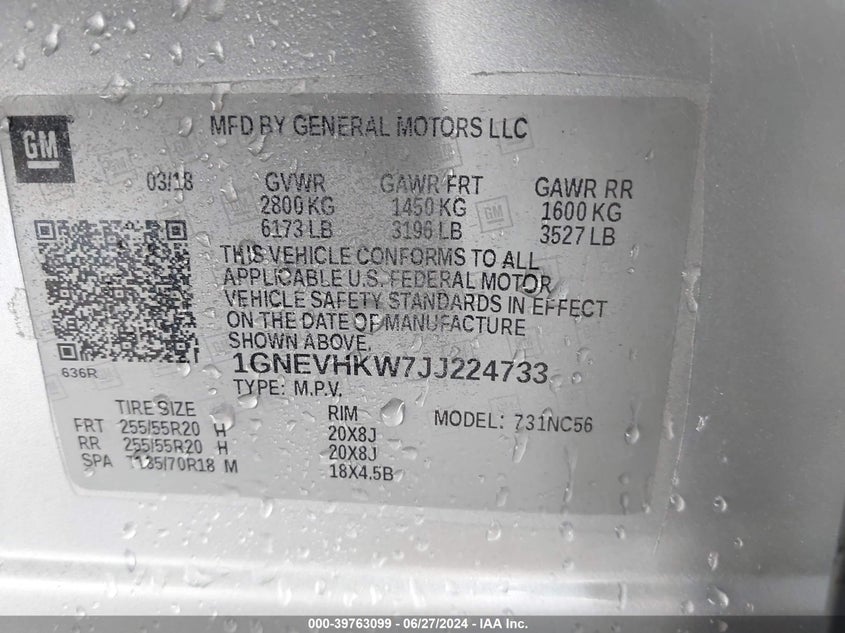 GM
MFD BY GENERAL MOTORS LLC
03/18 GVWR GAWR FRT GAWR RR
2800 KG 1450 KG 1600 KG
6173 LB 3196 LB 3527 LB
THIS VEHICLE CONFORMS TO ALL
APPLICABLE U.S. FEDERAL MOTOR
VEHICLE SAFETY STANDARDS IN EFFECT
ON THE DATE OF MANUFACTURE
SHOWN ABOVE.
636R
1GNEVHKW7JJ224733
TYPE: M.P.V.
TIRE SIZE RIM MODEL: 731NC56
FRT 255/55R20 H 20X8J
RR 255/55R20 H 20X8J
SPA T135/70R18 M 18X4.5B
000-39763099 - 06/27/2024 - IAA, Inc.